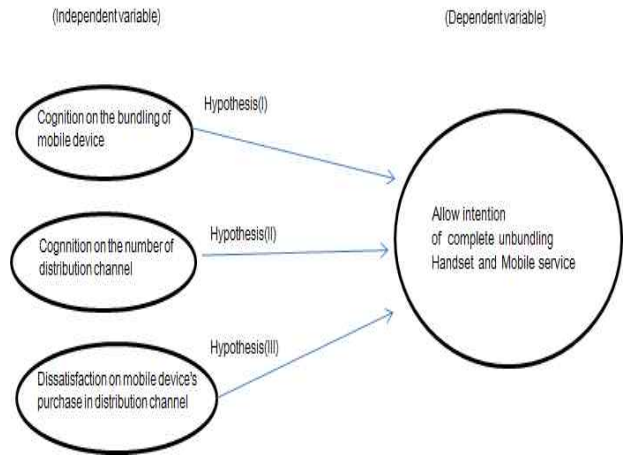 (Independent variable)
(Dependent variable)
Hypothesis(I)
Cognition on the bundling of
mobile device
Hypothesis(II)
Cognnition on the number of
distribution channel
Allow intention
of complete unbundling
Handset and Mobile service
Hypothesis(III)
Dissatisfaction on mobile device's
purchase in distribution channel